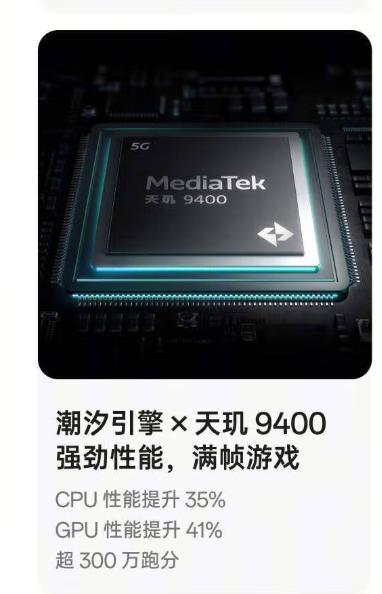 5G
MediaTek
天玑 9400
潮汐引擎 × 天玑 9400
强劲性能，满帧游戏
CPU 性能提升 35%
GPU 性能提升 41%
超 300 万跑分